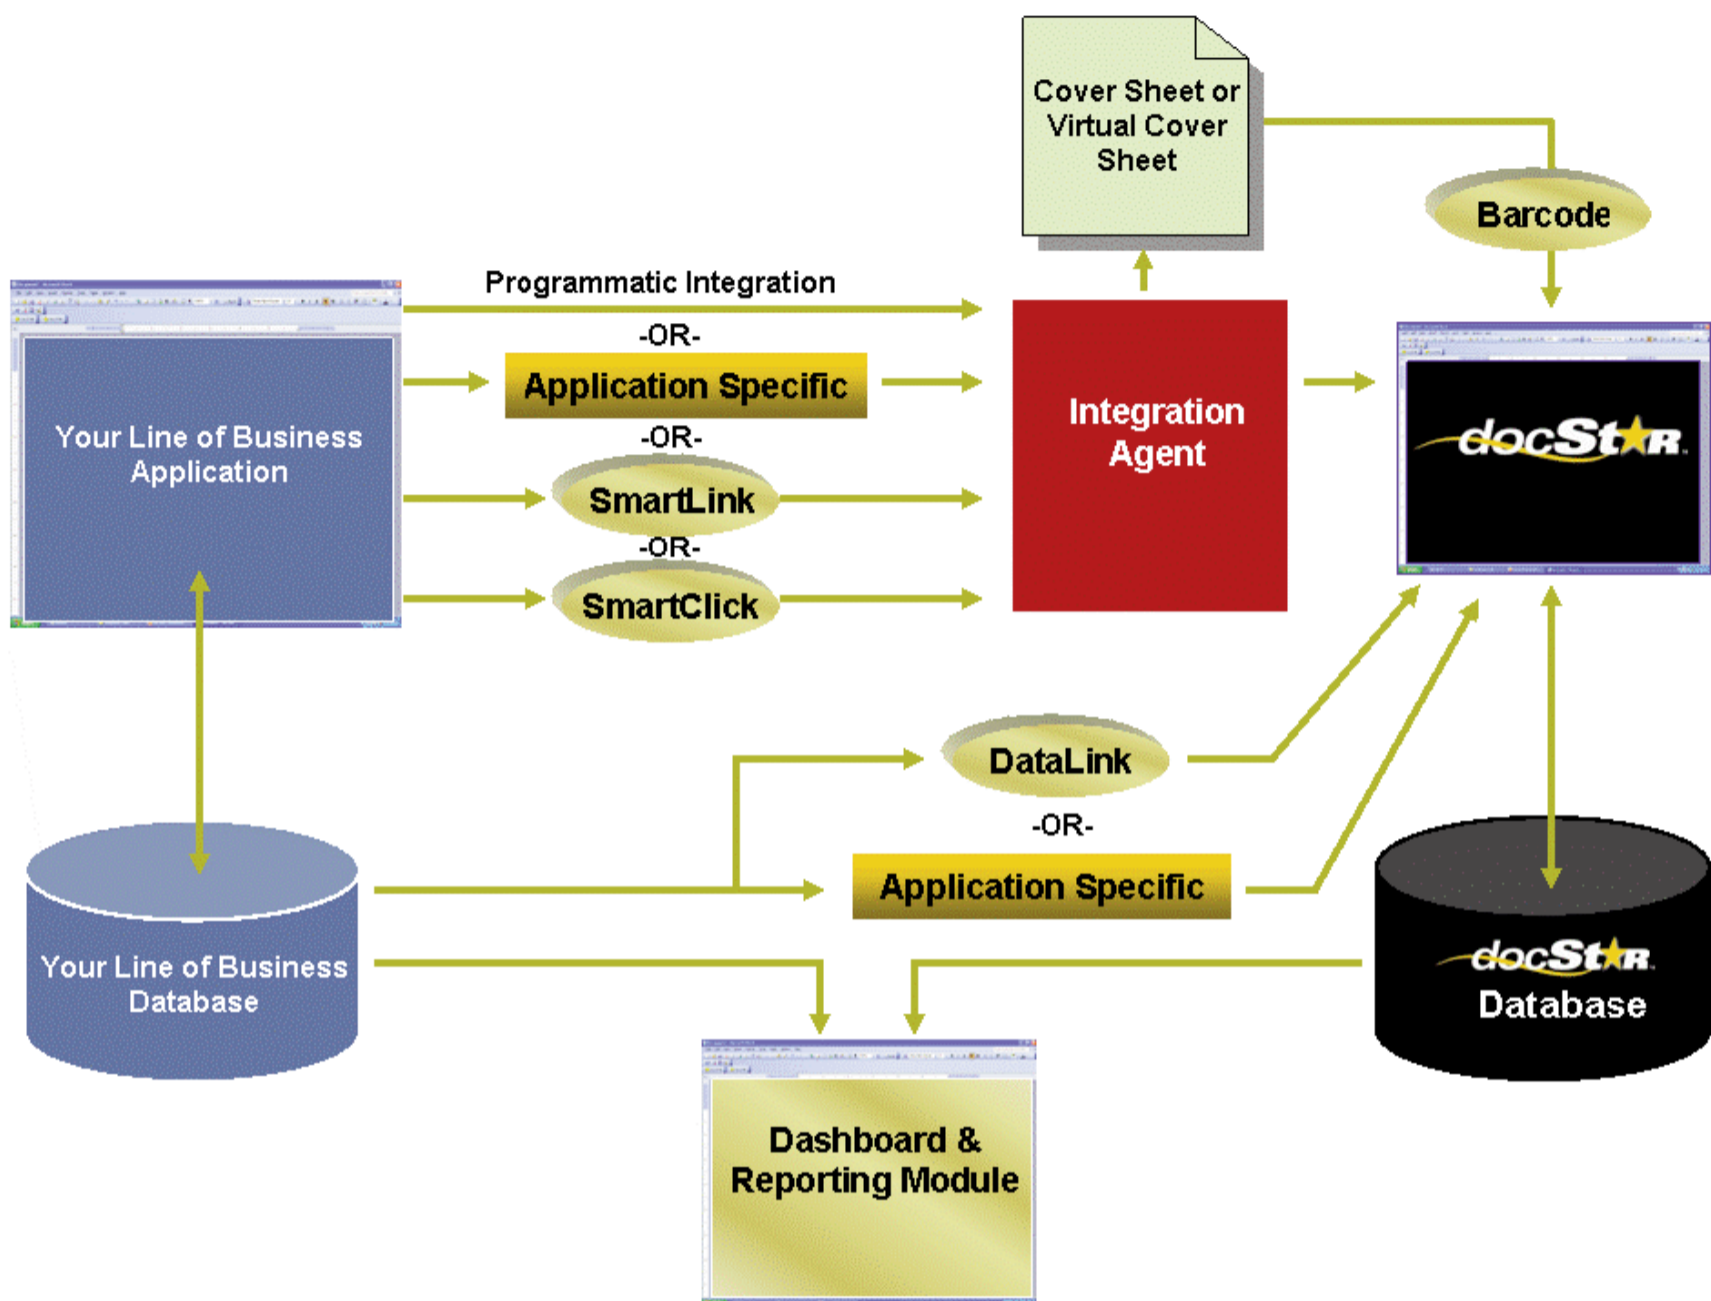 Cover Sheet or
Virtual Cover
Sheet
Barcode
Programmatic Integration
-OR-
Application Specific
-OR-
SmartLink
-OR-
SmartClick
Your Line of Business
Application
Integration
Agent
docStaR
DataLink
-OR-
Application Specific
Your Line of Business
Database
docStaR
Database
Dashboard &
Reporting Module